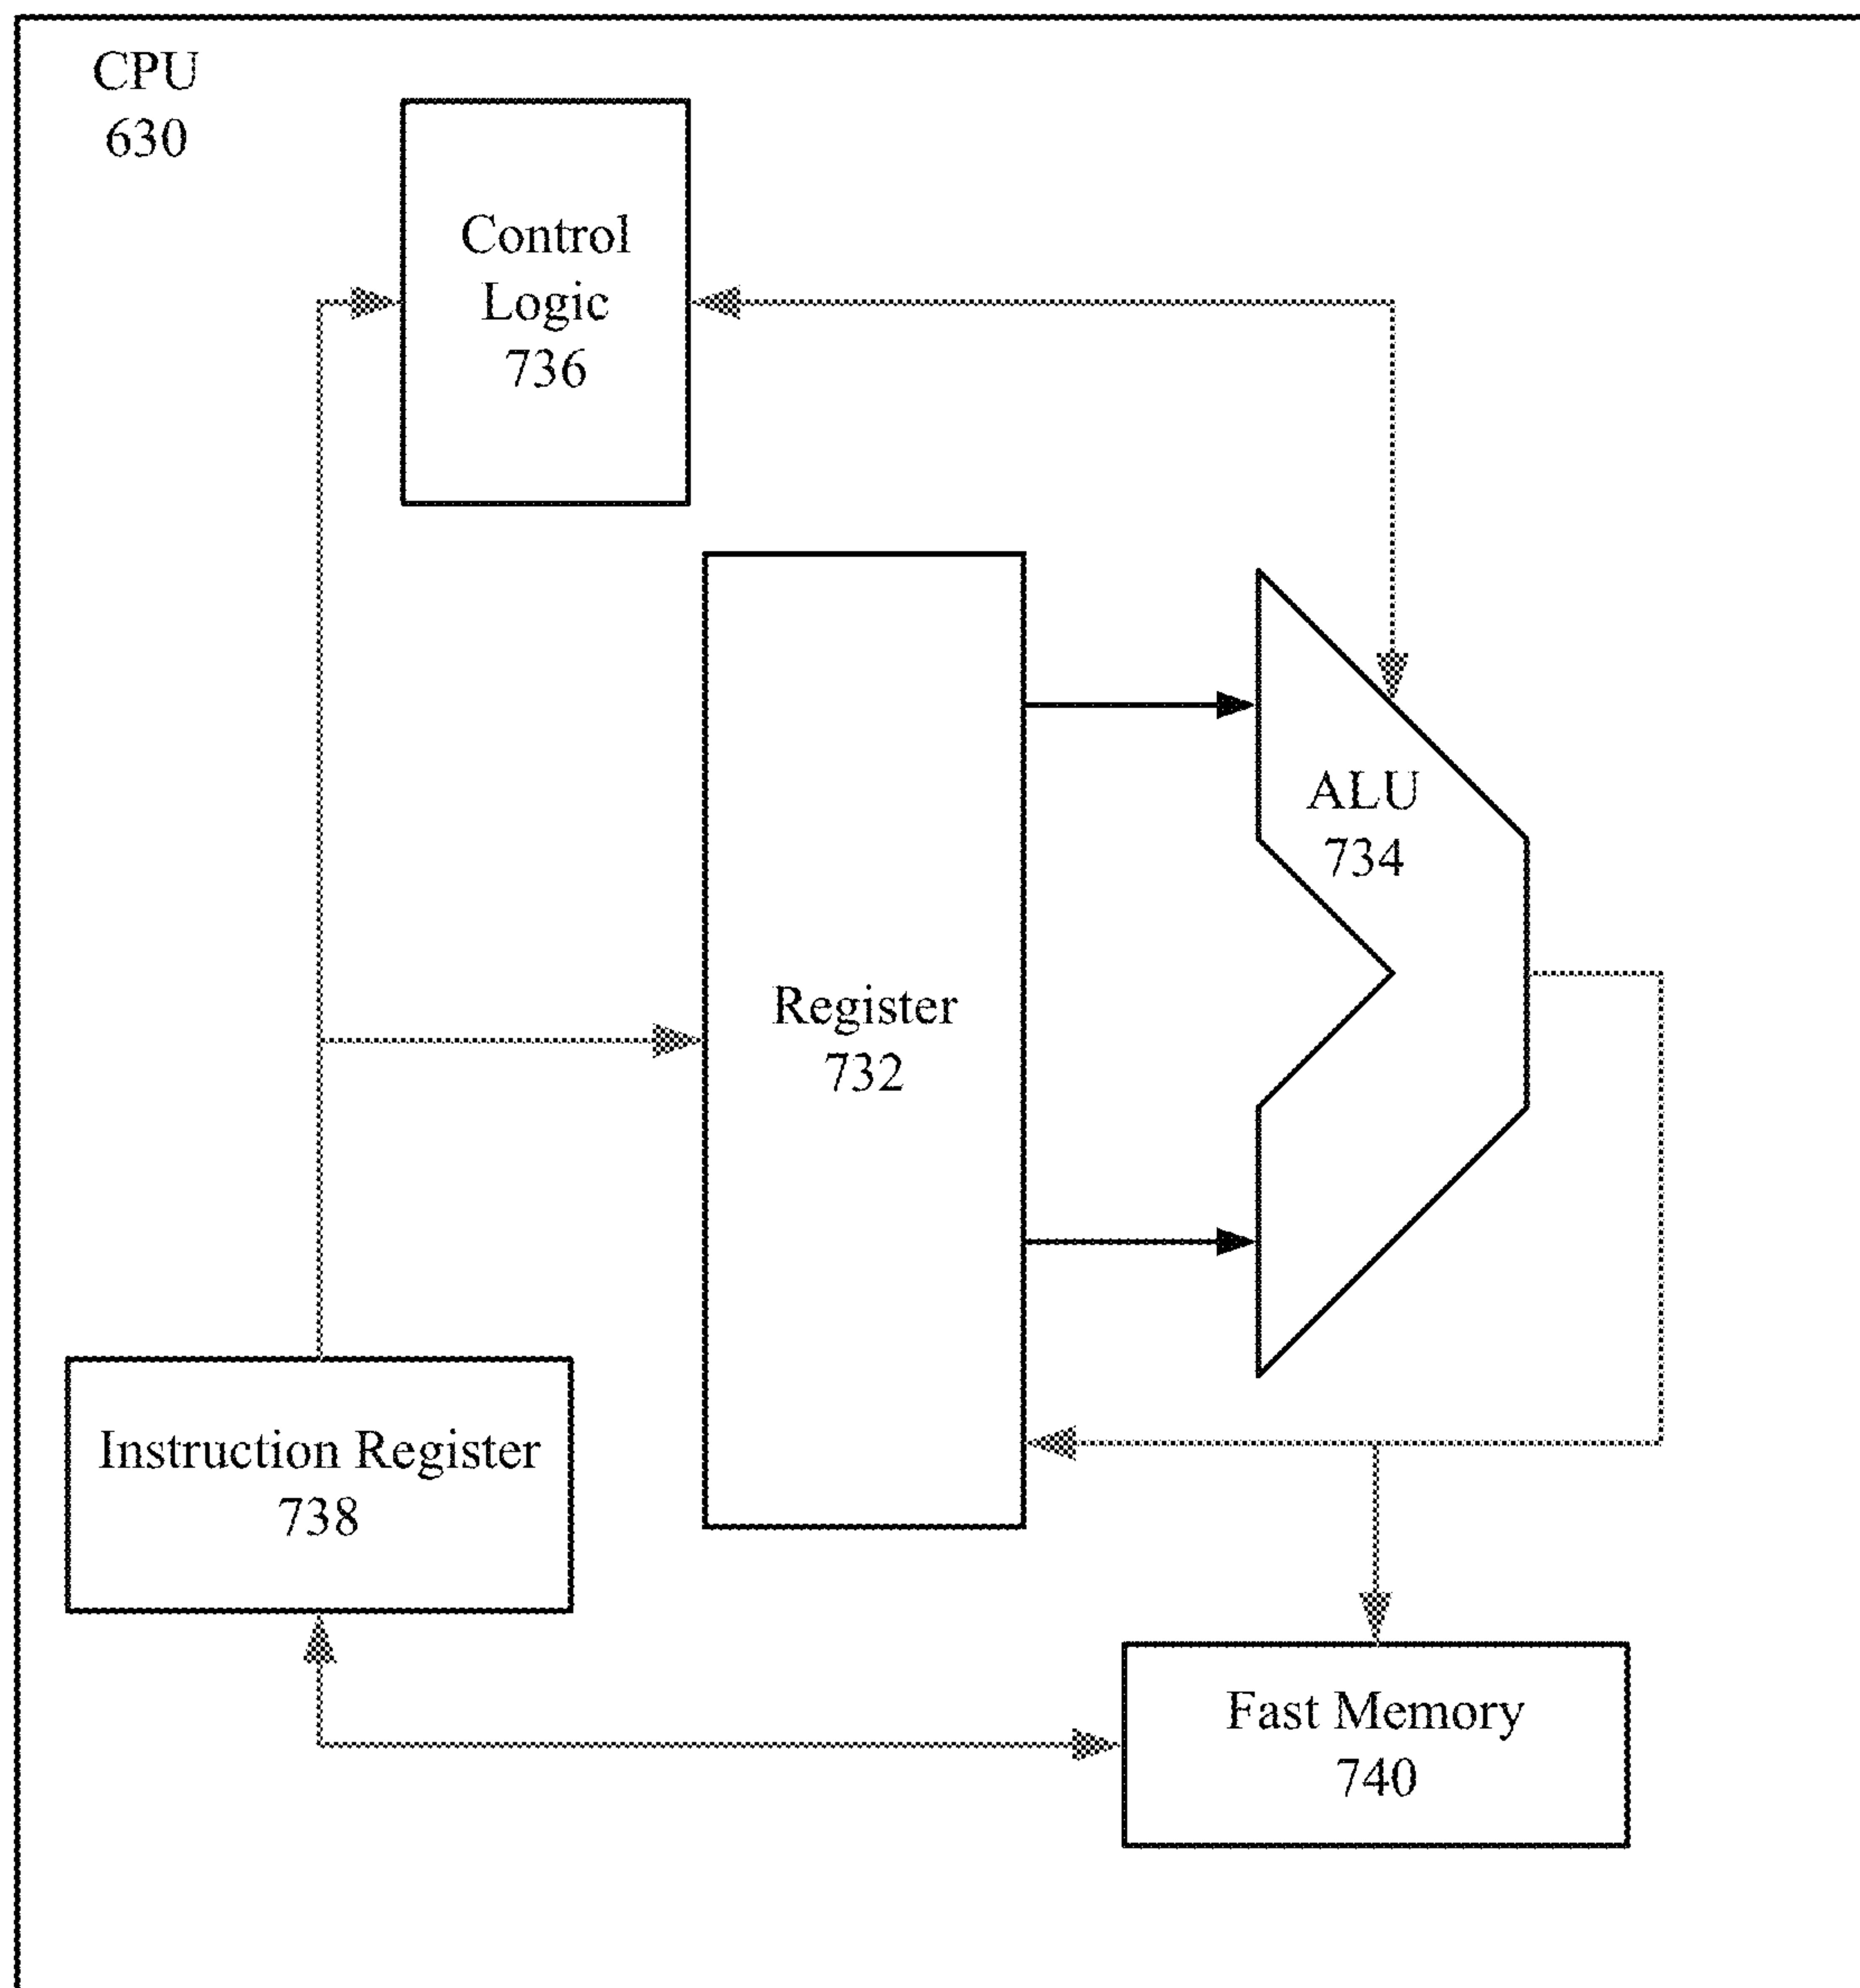 CPU
630
Control
Logic
736
ALU
734
Register
732
Instruction Register
738
Fast Memory
740